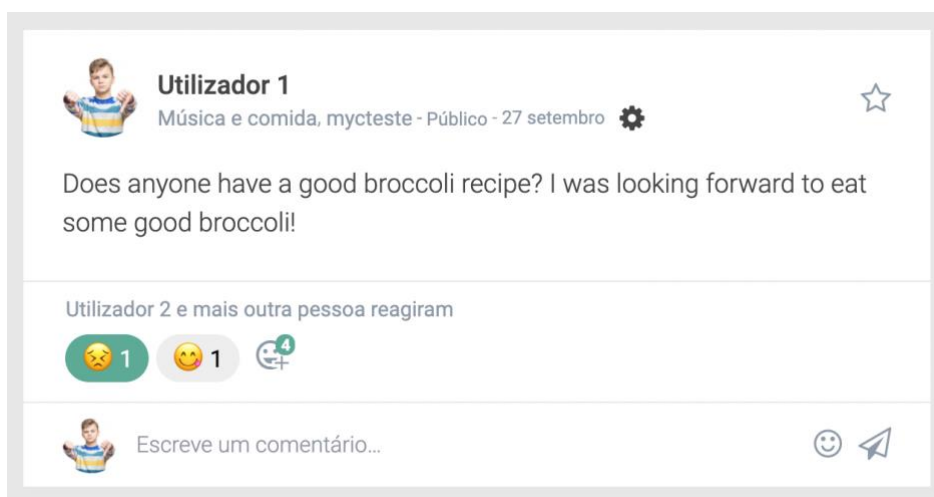 Utilizador 1
Música e comida, mycteste - Público - 27 setembro
Does anyone have a good broccoli recipe? I was looking forward to eat
some good broccoli!
Utilizador 2 e mais outra pessoa reagiram
1 1 4
Escreve um comentário...